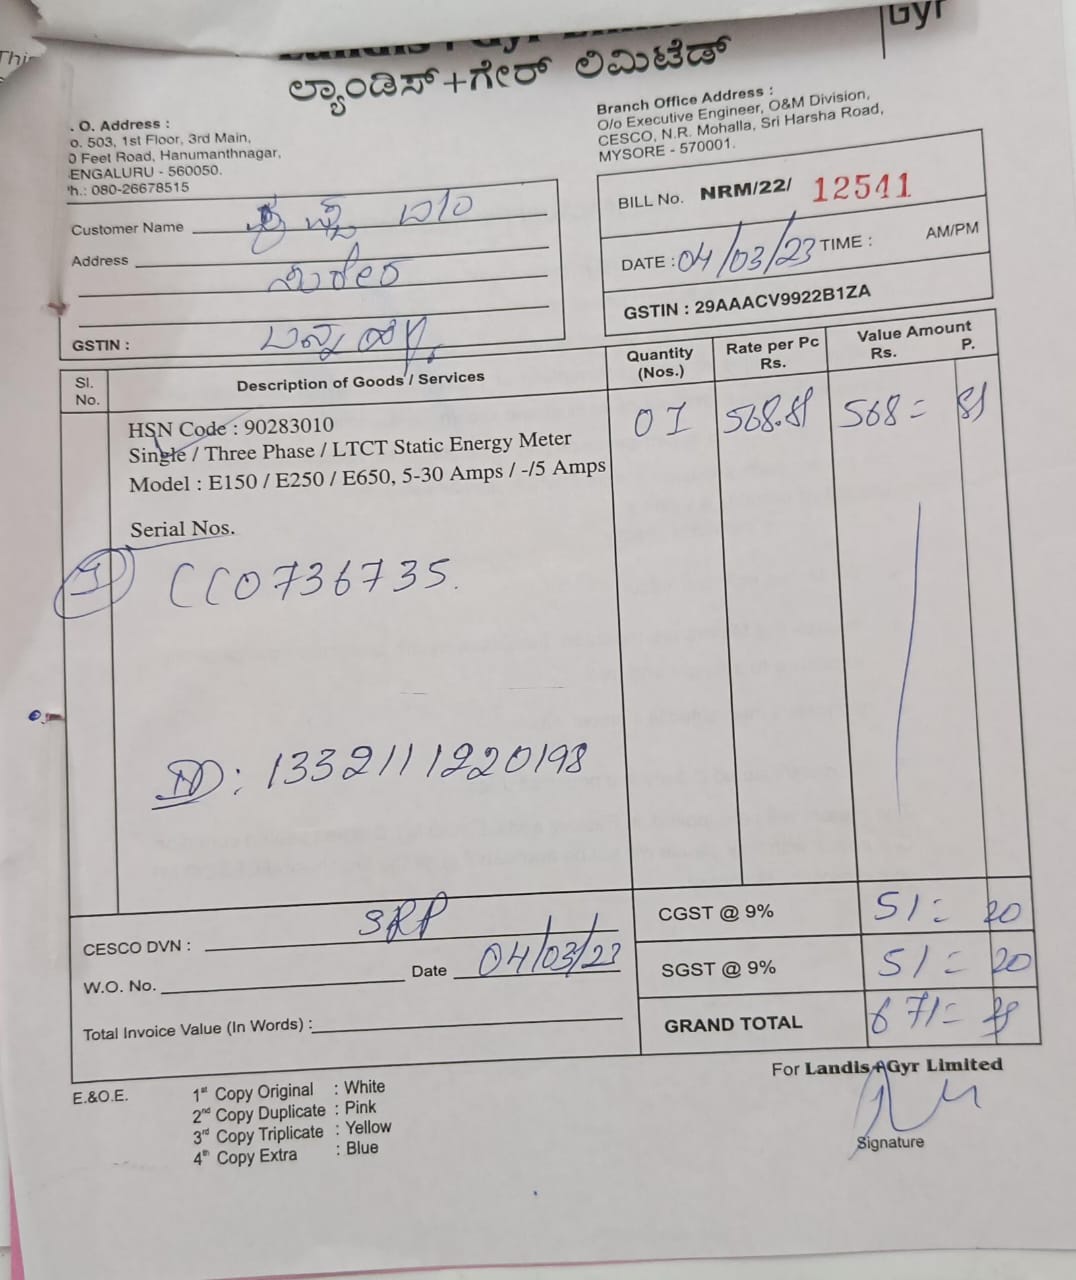 Thi
Gyr
ಲ್ಯಾಂಡಿಸ್+ಗೇರ್ ಲಿಮಿಟೆಡ್
. O. Address :
o. 503, 1st Floor, 3rd Main,
0 Feet Road, Hanumanthnagar,
ENGALURU - 560050.
h.: 080-26678515
Branch Office Address :
O/o Executive Engineer, O&M Division,
CESCO, N.R. Mohalla, Sri Harsha Road,
MYSORE - 570001.
Customer Name
Address
GSTIN :
BILL No. NRM/22/ 12541
DATE : 04/03/23 TIME : AM/PM
GSTIN : 29AAACV9922B1ZA
Sl. No. Description of Goods / Services Quantity (Nos.) Rate per Pc Rs. Value Amount Rs. P.
HSN Code : 90283010 01 568.81 568= 81
Single / Three Phase / LTCT Static Energy Meter
Model : E150 / E250 / E650, 5-30 Amps / -/5 Amps
Serial Nos.
1 CC0736735.
ID: 1332111220198
CESCO DVN : SRP
W.O. No. Date 04/03/23
Total Invoice Value (In Words) :
CGST @ 9% 51= 20
SGST @ 9% 51= 20
GRAND TOTAL 671=
E.&O.E.
1st Copy Original : White
2nd Copy Duplicate : Pink
3rd Copy Triplicate : Yellow
4th Copy Extra : Blue
For Landis+Gyr Limited
Signature